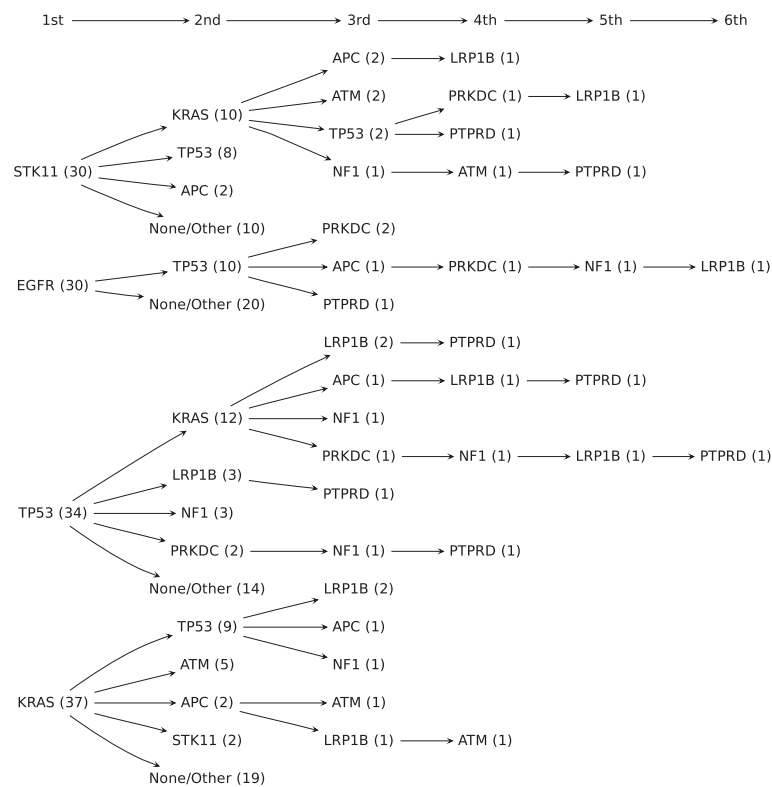 1st 2nd 3rd 4th 5th 6th
APC (2) LRP1B (1)
ATM (2) PRKDC (1) LRP1B (1)
KRAS (10)
TP53 (2) PTPRD (1)
TP53 (8)
STK11 (30) NF1 (1) ATM (1) PTPRD (1)
APC (2)
None/Other (10) PRKDC (2)
TP53 (10) APC (1) PRKDC (1) NF1 (1) LRP1B (1)
EGFR (30)
None/Other (20) PTPRD (1)
LRP1B (2) PTPRD (1)
APC (1) LRP1B (1) PTPRD (1)
KRAS (12) NF1 (1)
PRKDC (1) NF1 (1) LRP1B (1) PTPRD (1)
LRP1B (3)
PTPRD (1)
TP53 (34) NF1 (3)
PRKDC (2) NF1 (1) PTPRD (1)
None/Other (14) LRP1B (2)
TP53 (9) APC (1)
ATM (5) NF1 (1)
KRAS (37) APC (2) ATM (1)
STK11 (2) LRP1B (1) ATM (1)
None/Other (19)